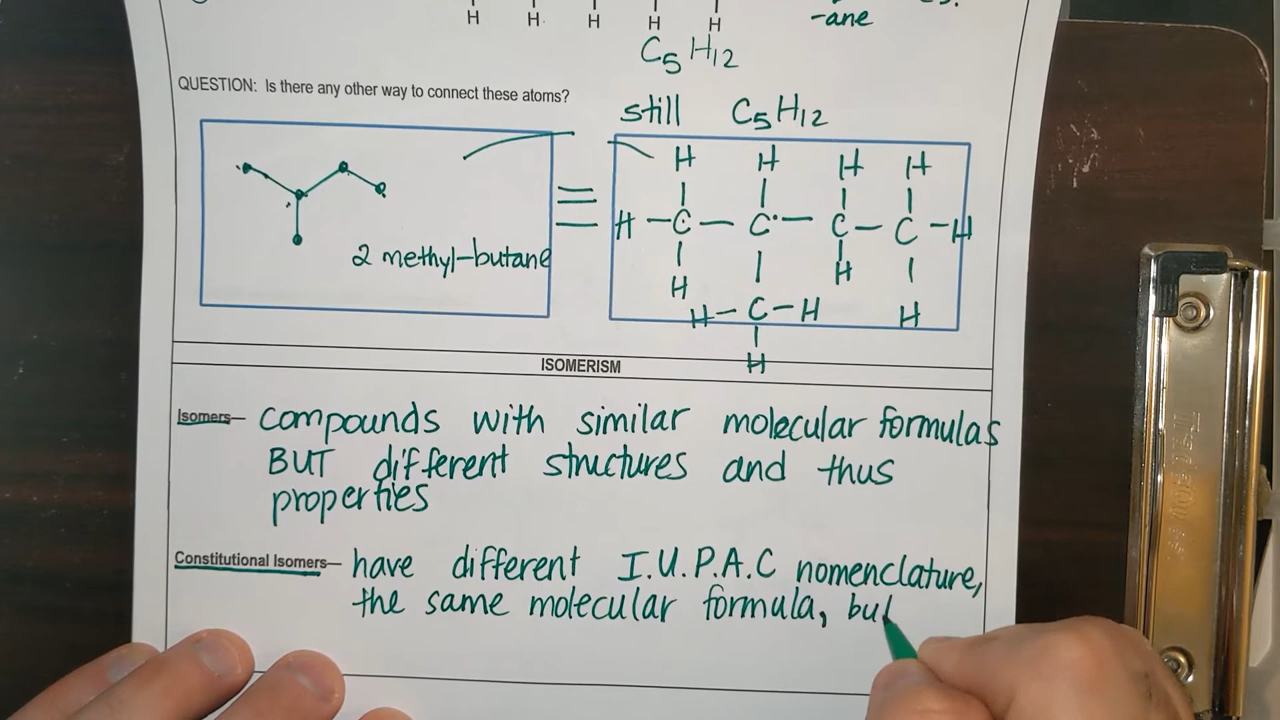 H H H H H
-ane
C5 H12
QUESTION: Is there any other way to connect these atoms?
still C5H12
H H H H
H – C – C – C – C – H
H H H
2 methyl-butane
H – C – H
H
ISOMERISM
Isomers— compounds with similar molecular formulas
BUT different structures and thus
properties
Constitutional Isomers— have different I.U.P.A.C nomenclature,
the same molecular formula, but